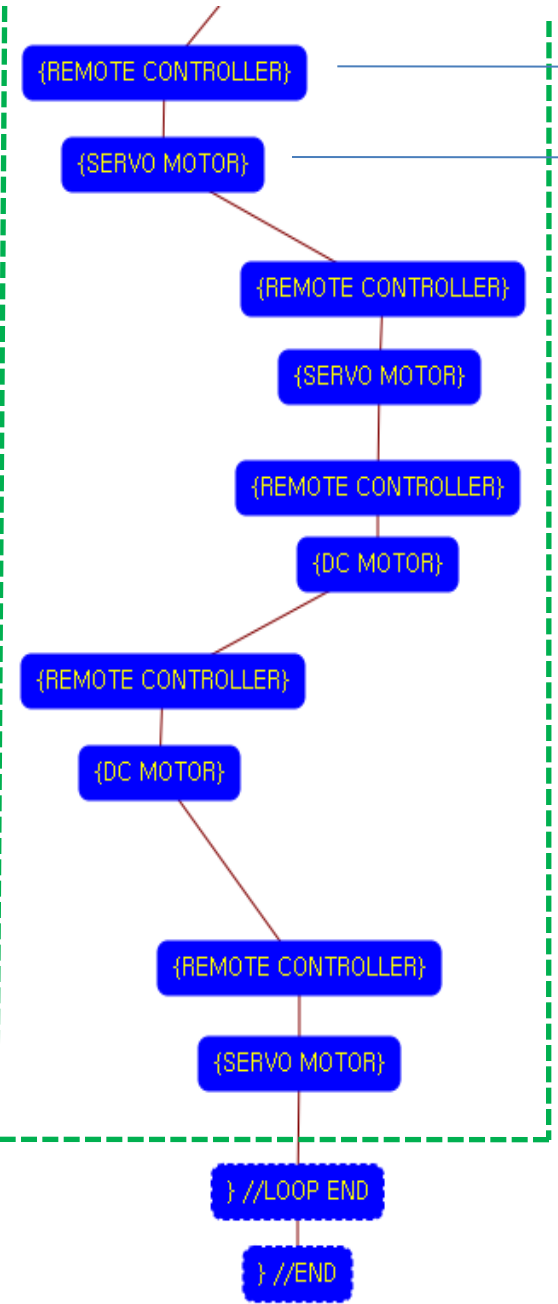 {REMOTE CONTROLLER}
{SERVO MOTOR}
{REMOTE CONTROLLER}
{SERVO MOTOR}
{REMOTE CONTROLLER}
{DC MOTOR}
{REMOTE CONTROLLER}
{DC MOTOR}
{REMOTE CONTROLLER}
{SERVO MOTOR}
} //LOOP END
} //END